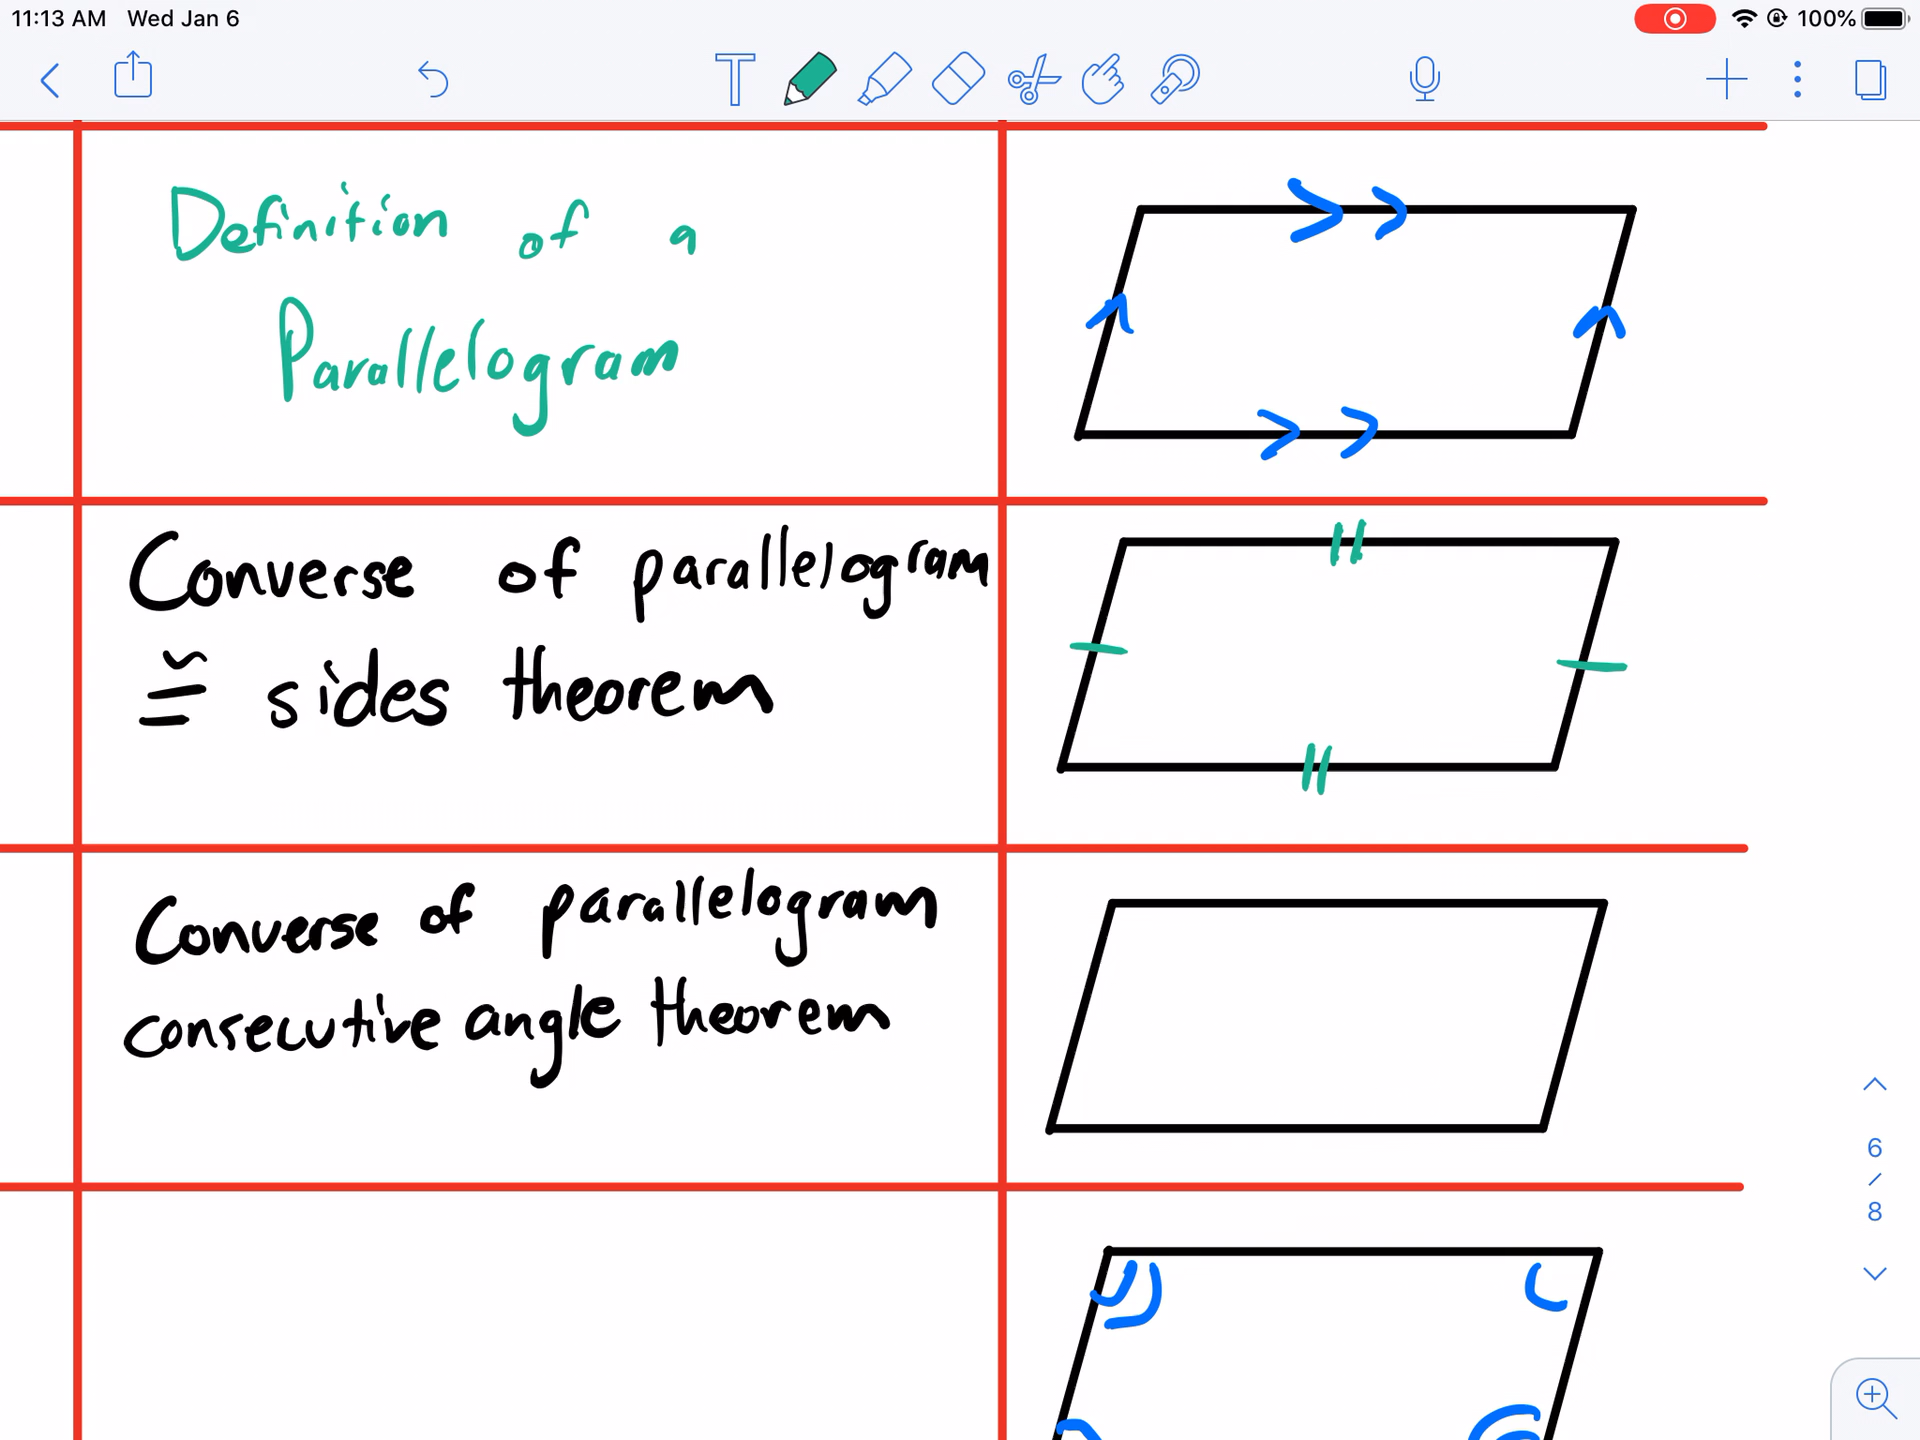 11:13 AM Wed Jan 6
100%
Definition of a
Parallelogram
Converse of parallelogram
≅ sides theorem
Converse of parallelogram
consecutive angle theorem
6
/
8